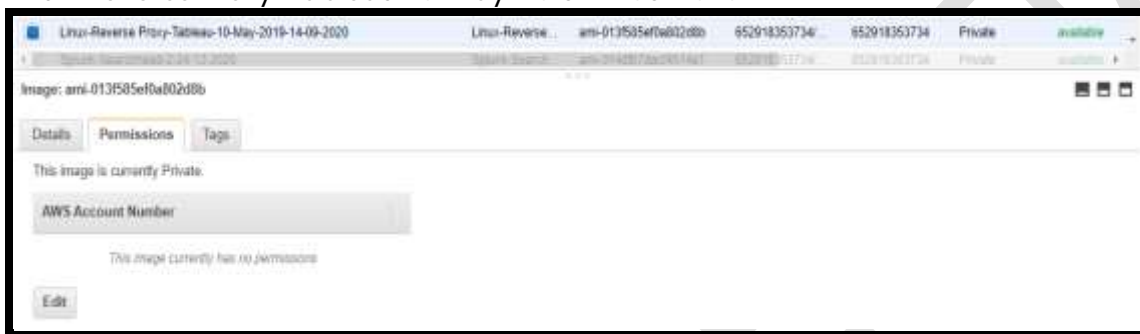 Linux-Reverse Proxy-Tableau-10-May-2019-14-09-2020 Linux-Reverse... ami-013f585ef0a802d8b 652918353734/... 652918353734 Private available
Image: ami-013f585ef0a802d8b
Details Permissions Tags
This image is currently Private.
AWS Account Number
This image currently has no permissions
Edit